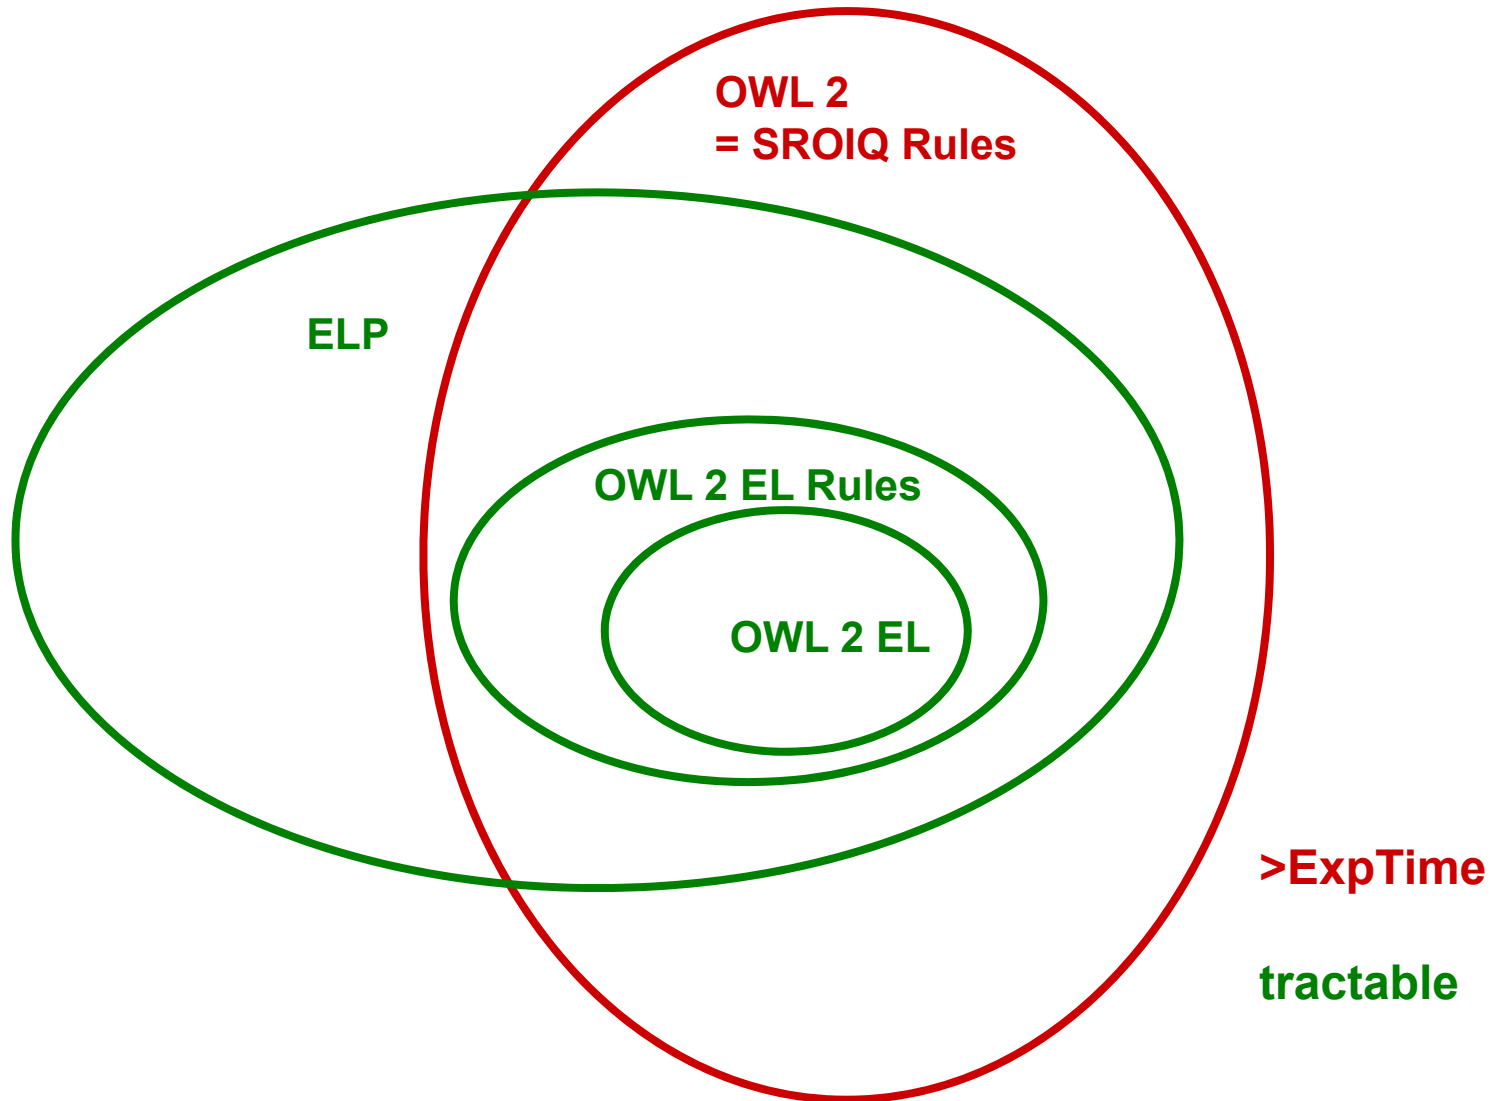 OWL 2
= SROIQ Rules
ELP
OWL 2 EL Rules
OWL 2 EL
>ExpTime
tractable